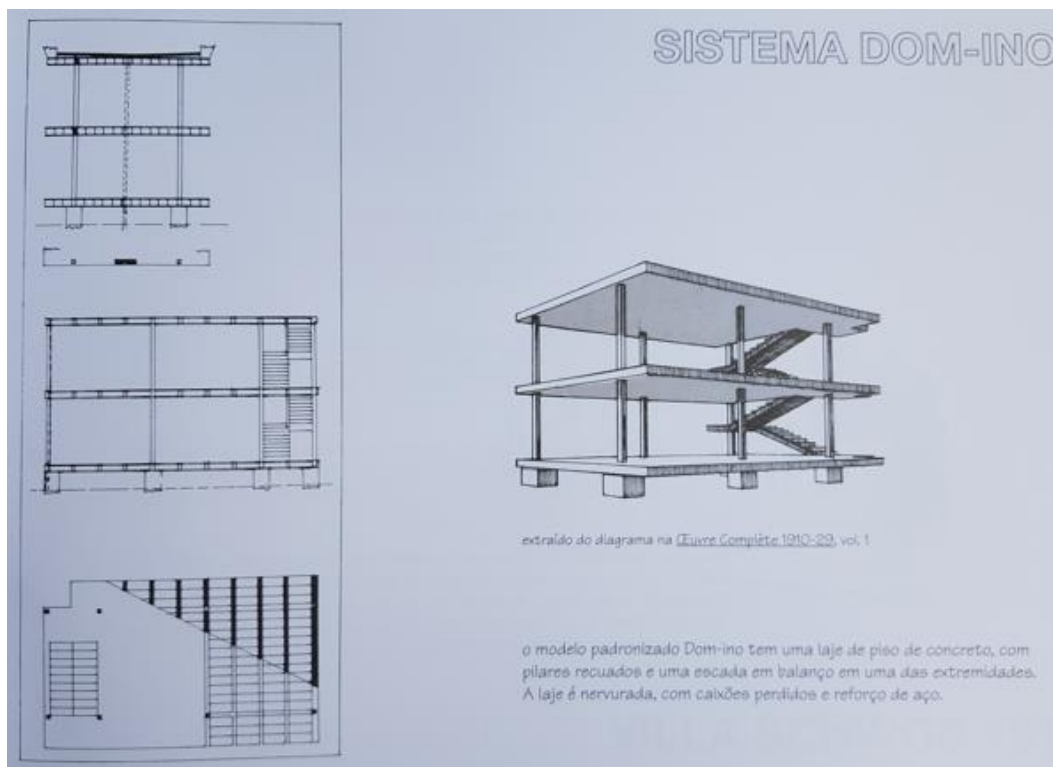 SISTEMA DOM-INO
extraído do diagrama na Œuvre Complète 1910-29, vol. 1
o modelo padronizado Dom-ino tem uma laje de piso de concreto, com
pilares recuados e uma escada em balanço em uma das extremidades.
A laje é nervurada, com caixões perdidos e reforço de aço.